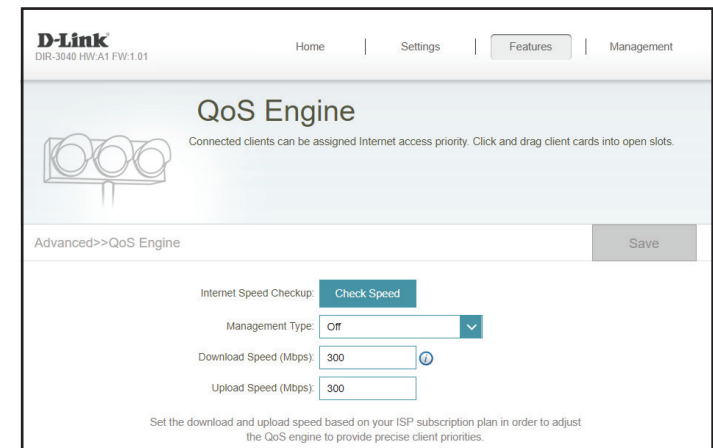 D-Link
DIR-3040 HW:A1 FW:1.01
Home
Settings
Features
Management
QoS Engine
Connected clients can be assigned Internet access priority. Click and drag client cards into open slots.
Advanced>>QoS Engine
Save
Internet Speed Checkup: Check Speed
Management Type: Off
Download Speed (Mbps): 300
Upload Speed (Mbps): 300
Set the download and upload speed based on your ISP subscription plan in order to adjust
the QoS engine to provide precise client priorities.